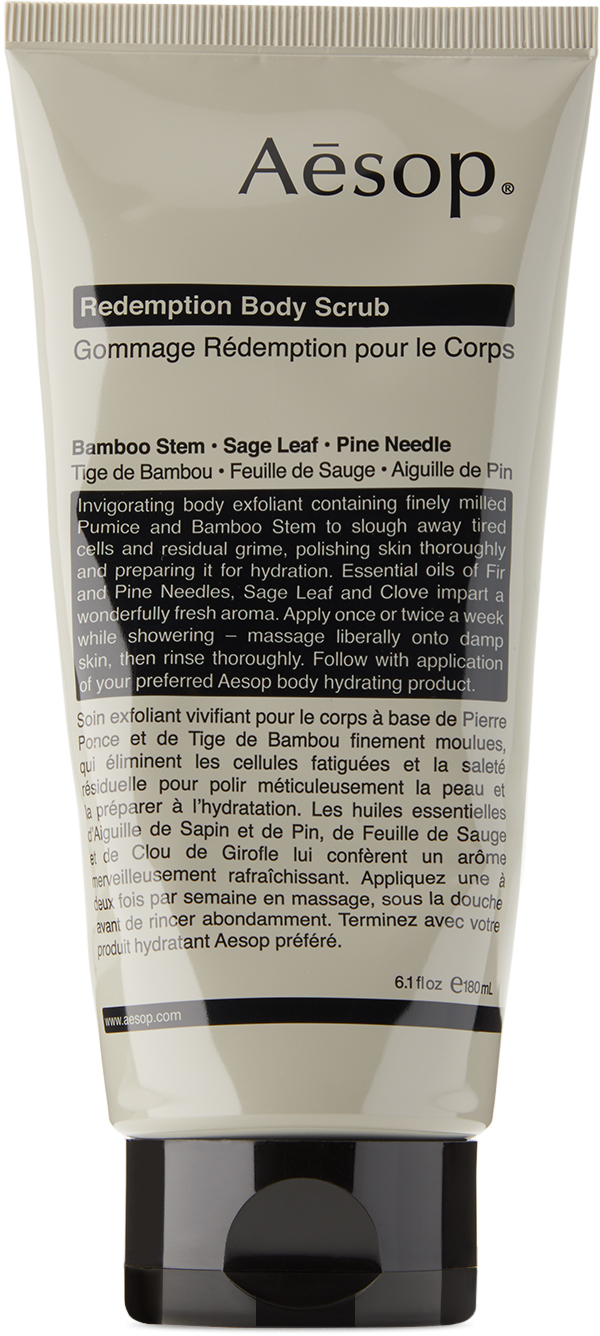 Aēsop.®
Redemption Body Scrub
Gommage Rédemption pour le Corps
Bamboo Stem • Sage Leaf • Pine Needle
Tige de Bambou • Feuille de Sauge • Aiguille de Pin
Invigorating body exfoliant containing finely milled
Pumice and Bamboo Stem to slough away tired
cells and residual grime, polishing skin thoroughly
and preparing it for hydration. Essential oils of Fir
and Pine Needles, Sage Leaf and Clove impart a
wonderfully fresh aroma. Apply once or twice a week
while showering – massage liberally onto damp
skin, then rinse thoroughly. Follow with application
of your preferred Aesop body hydrating product.
Soin exfoliant vivifiant pour le corps à base de Pierre
Ponce et de Tige de Bambou finement moulues,
qui éliminent les cellules fatiguées et la saleté
résiduelle pour polir méticuleusement la peau et
la préparer à l'hydratation. Les huiles essentielles
d'Aiguille de Sapin et de Pin, de Feuille de Sauge
et de Clou de Girofle lui confèrent un arôme
merveilleusement rafraîchissant. Appliquez une à
deux fois par semaine en massage, sous la douche
avant de rincer abondamment. Terminez avec votre
produit hydratant Aesop préféré.
6.1 fl oz ℮180 mL
www.aesop.com